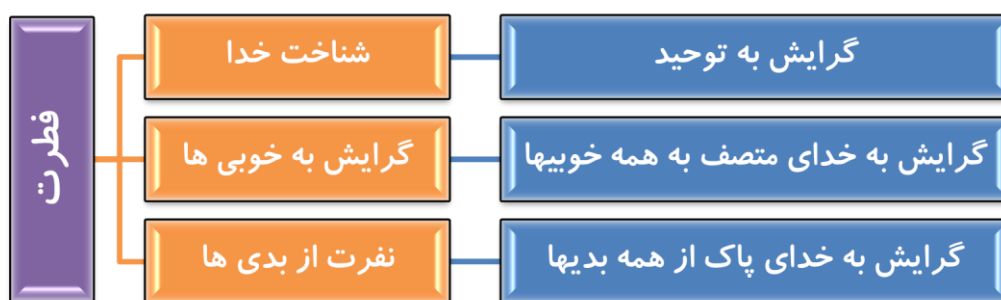 فطرت
شناخت خدا
گرایش به توحید
گرایش به خوبی ها
گرایش به خدای متصف به همه خوبیها
نفرت از بدی ها
گرایش به خدای پاک از همه بدیها